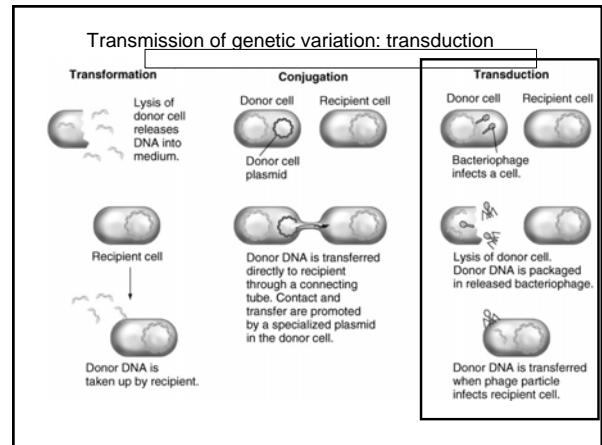 Transmission of genetic variation: transduction
Transformation
Lysis of
donor cell
releases
DNA into
medium.
Recipient cell
Donor DNA is
taken up by recipient.
Conjugation
Donor cell Recipient cell
Donor cell
plasmid
Donor DNA is transferred
directly to recipient
through a connecting
tube. Contact and
transfer are promoted
by a specialized plasmid
in the donor cell.
Transduction
Donor cell Recipient cell
Bacteriophage
infects a cell.
Lysis of donor cell.
Donor DNA is packaged
in released bacteriophage.
Donor DNA is transferred
when phage particle
infects recipient cell.